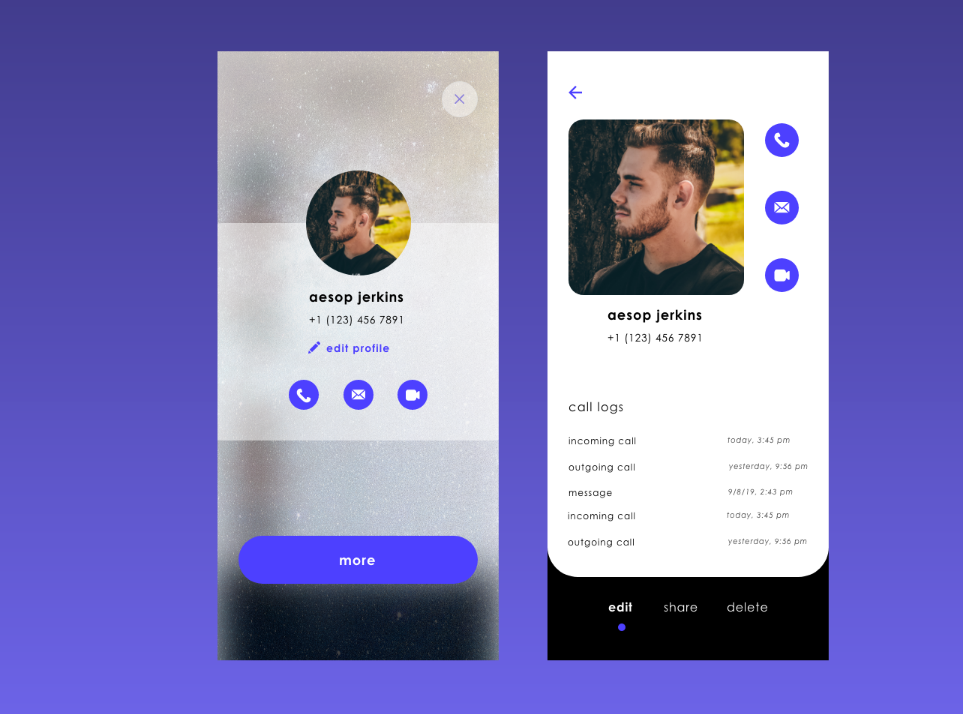 aesop jerkins
+1 (123) 456 7891
edit profile
more
aesop jerkins
+1 (123) 456 7891
call logs
incoming call today, 3:45 pm
outgoing call yesterday, 9:56 pm
message 9/8/19, 2:43 pm
incoming call today, 3:45 pm
outgoing call yesterday, 9:56 pm
edit share delete